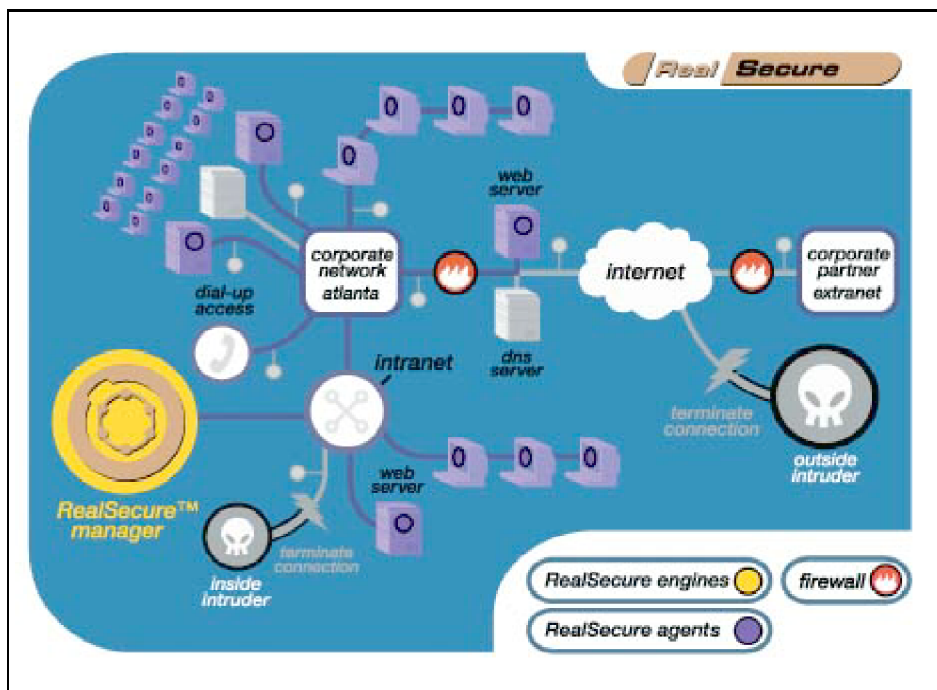 Real Secure
web
server
corporate
network
atlanta
internet
corporate
partner
extranet
dial-up
access
dns
server
intranet
terminate
connection
outside
intruder
RealSecure™
manager
web
server
terminate
connection
inside
intruder
RealSecure engines
firewall
RealSecure agents